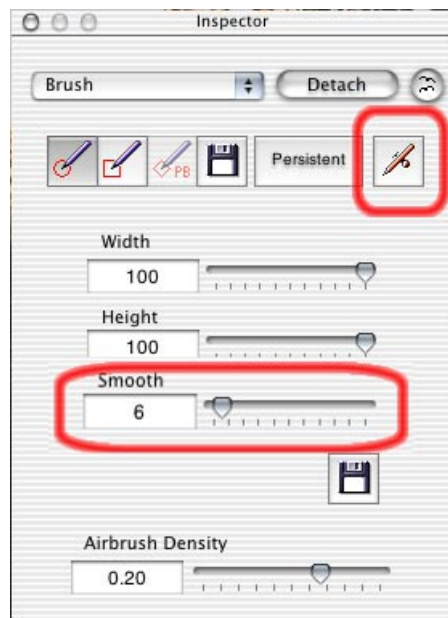 Inspector
Brush
Detach
PB
Persistent
Width
100
Height
100
Smooth
6
Airbrush Density
0.20